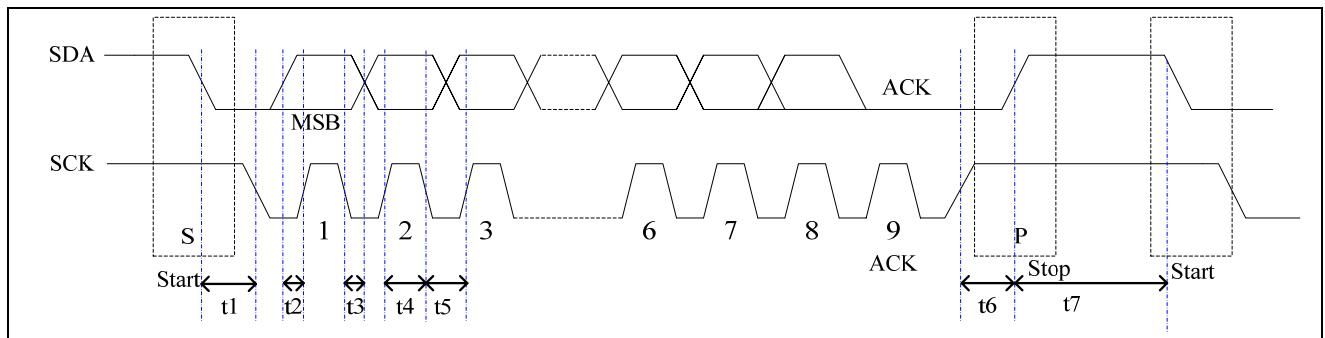 SDA
MSB
ACK
SCK
S 1 2 3 6 7 8 9 P
ACK
Start Stop Start
t1 t2 t3 t4 t5 t6 t7